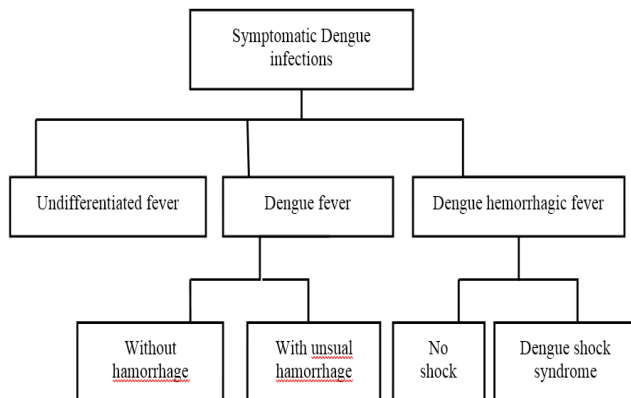 Symptomatic Dengue
infections
Undifferentiated fever
Dengue fever
Dengue hemorrhagic fever
Without
hamorrhage
With unsual
hamorrhage
No
shock
Dengue shock
syndrome